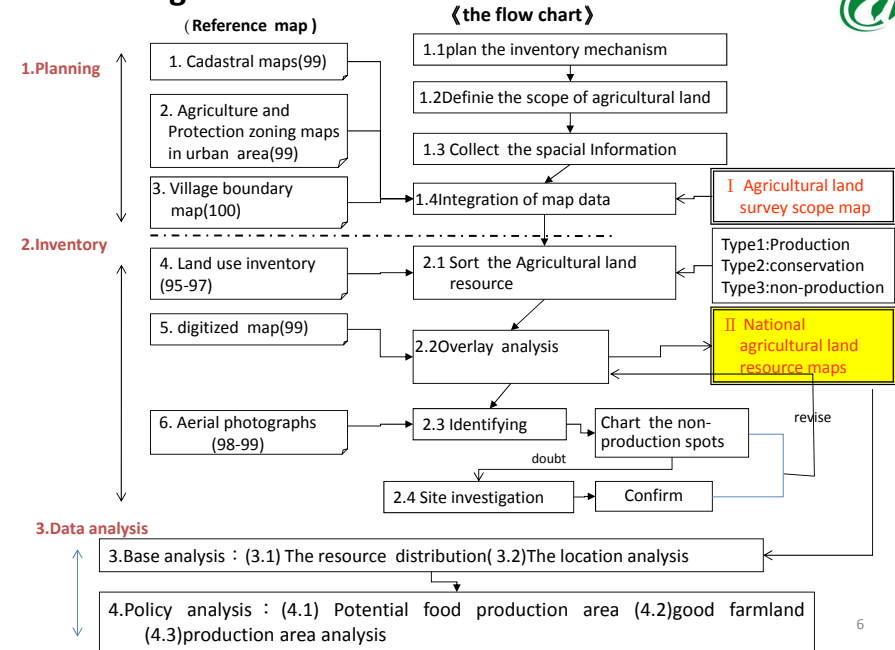 （Reference map )
《the flow chart》
1.Planning
1. Cadastral maps(99)
2. Agriculture and
Protection zoning maps
in urban area(99)
3. Village boundary
map(100)
1.1plan the inventory mechanism
1.2Definie the scope of agricultural land
1.3 Collect the spacial Information
1.4Integration of map data
Ⅰ Agricultural land
survey scope map
2.Inventory
4. Land use inventory
(95-97)
5. digitized map(99)
6. Aerial photographs
(98-99)
2.1 Sort the Agricultural land
resource
Type1:Production
Type2:conservation
Type3:non-production
2.2Overlay analysis
Ⅱ National
agricultural land
resource maps
2.3 Identifying
Chart the non-
production spots
revise
doubt
2.4 Site investigation
Confirm
3.Data analysis
3.Base analysis：(3.1) The resource distribution( 3.2)The location analysis
4.Policy analysis：(4.1) Potential food production area (4.2)good farmland
(4.3)production area analysis
6